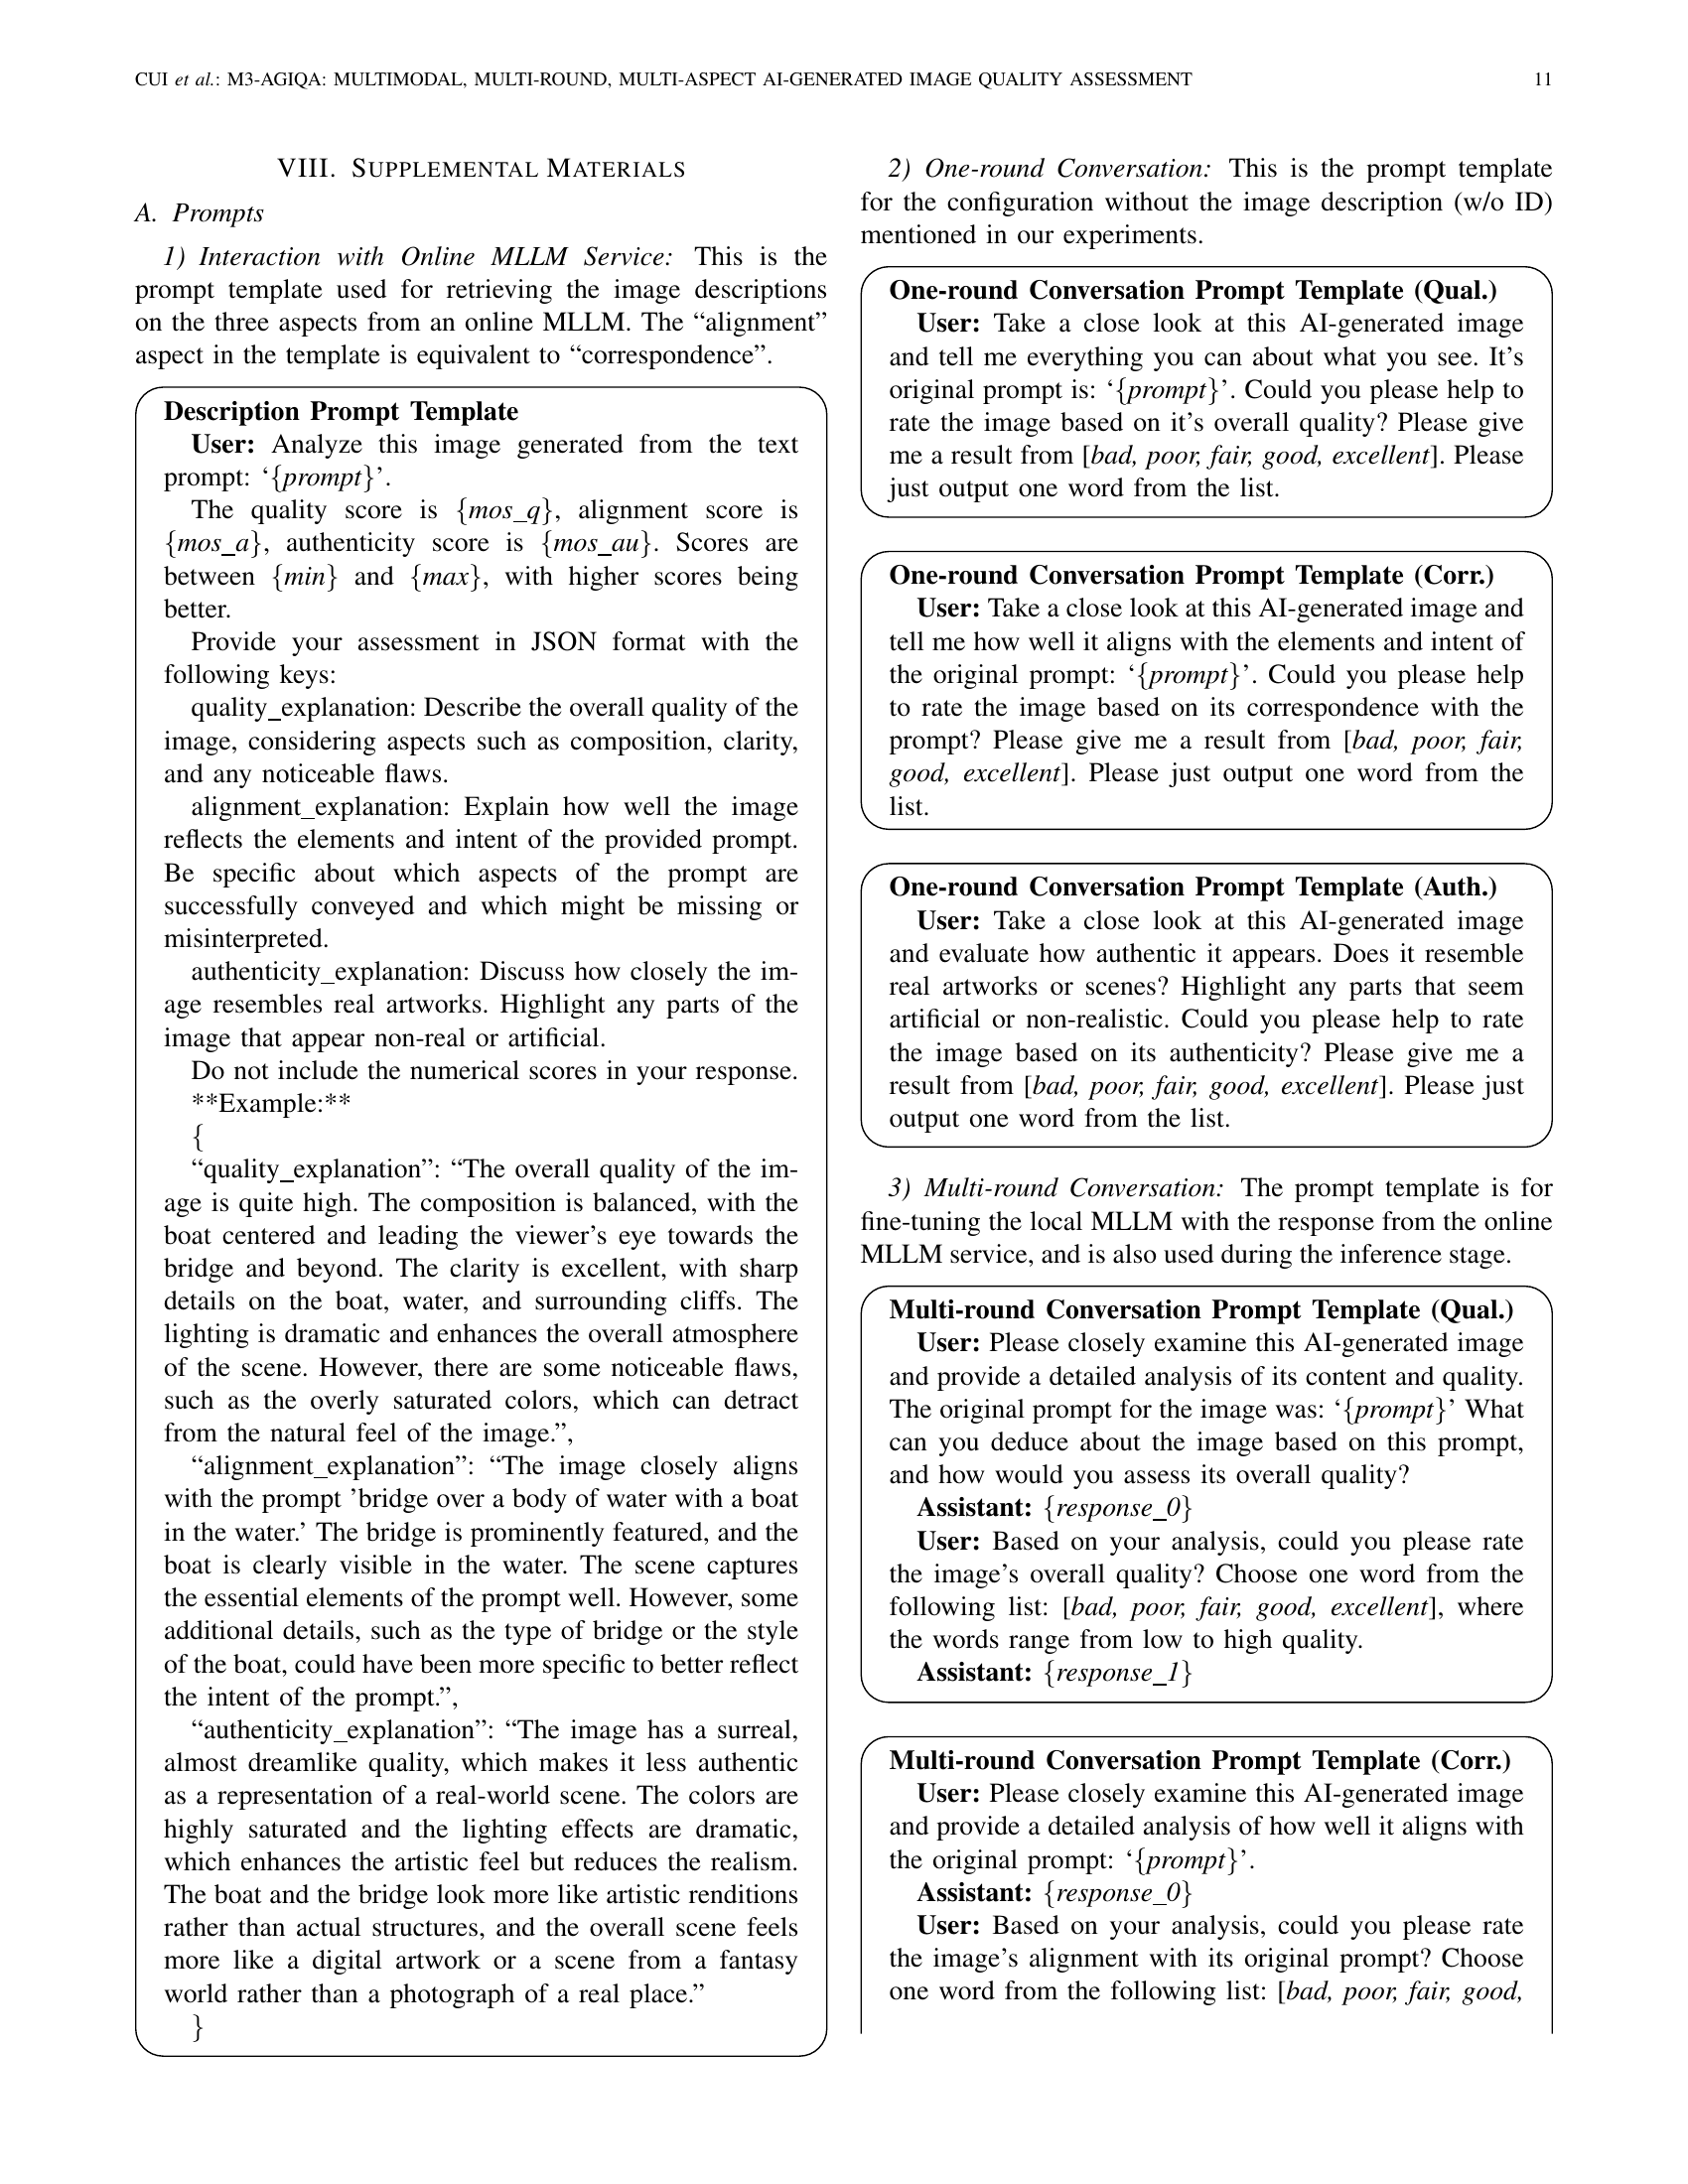 CUI et al.: M3-AGIQA: MULTIMODAL, MULTI-ROUND, MULTI-ASPECT AI-GENERATED IMAGE QUALITY ASSESSMENT 11
VIII. SUPPLEMENTAL MATERIALS
A. Prompts
1) Interaction with Online MLLM Service: This is the
prompt template used for retrieving the image descriptions
on the three aspects from an online MLLM. The “alignment”
aspect in the template is equivalent to “correspondence”.
Description Prompt Template
User: Analyze this image generated from the text
prompt: ‘{prompt}’.
The quality score is {mos_q}, alignment score is
{mos_a}, authenticity score is {mos_au}. Scores are
between {min} and {max}, with higher scores being
better.
Provide your assessment in JSON format with the
following keys:
quality_explanation: Describe the overall quality of the
image, considering aspects such as composition, clarity,
and any noticeable flaws.
alignment_explanation: Explain how well the image
reflects the elements and intent of the provided prompt.
Be specific about which aspects of the prompt are
successfully conveyed and which might be missing or
misinterpreted.
authenticity_explanation: Discuss how closely the im-
age resembles real artworks. Highlight any parts of the
image that appear non-real or artificial.
Do not include the numerical scores in your response.
**Example:**
{
“quality_explanation”: “The overall quality of the im-
age is quite high. The composition is balanced, with the
boat centered and leading the viewer’s eye towards the
bridge and beyond. The clarity is excellent, with sharp
details on the boat, water, and surrounding cliffs. The
lighting is dramatic and enhances the overall atmosphere
of the scene. However, there are some noticeable flaws,
such as the overly saturated colors, which can detract
from the natural feel of the image.”,
“alignment_explanation”: “The image closely aligns
with the prompt ’bridge over a body of water with a boat
in the water.’ The bridge is prominently featured, and the
boat is clearly visible in the water. The scene captures
the essential elements of the prompt well. However, some
additional details, such as the type of bridge or the style
of the boat, could have been more specific to better reflect
the intent of the prompt.”,
“authenticity_explanation”: “The image has a surreal,
almost dreamlike quality, which makes it less authentic
as a representation of a real-world scene. The colors are
highly saturated and the lighting effects are dramatic,
which enhances the artistic feel but reduces the realism.
The boat and the bridge look more like artistic renditions
rather than actual structures, and the overall scene feels
more like a digital artwork or a scene from a fantasy
world rather than a photograph of a real place.”
}
2) One-round Conversation: This is the prompt template
for the configuration without the image description (w/o ID)
mentioned in our experiments.
One-round Conversation Prompt Template (Qual.)
User: Take a close look at this AI-generated image
and tell me everything you can about what you see. It’s
original prompt is: ‘{prompt}’. Could you please help to
rate the image based on it’s overall quality? Please give
me a result from [bad, poor, fair, good, excellent]. Please
just output one word from the list.
One-round Conversation Prompt Template (Corr.)
User: Take a close look at this AI-generated image and
tell me how well it aligns with the elements and intent of
the original prompt: ‘{prompt}’. Could you please help
to rate the image based on its correspondence with the
prompt? Please give me a result from [bad, poor, fair,
good, excellent]. Please just output one word from the
list.
One-round Conversation Prompt Template (Auth.)
User: Take a close look at this AI-generated image
and evaluate how authentic it appears. Does it resemble
real artworks or scenes? Highlight any parts that seem
artificial or non-realistic. Could you please help to rate
the image based on its authenticity? Please give me a
result from [bad, poor, fair, good, excellent]. Please just
output one word from the list.
3) Multi-round Conversation: The prompt template is for
fine-tuning the local MLLM with the response from the online
MLLM service, and is also used during the inference stage.
Multi-round Conversation Prompt Template (Qual.)
User: Please closely examine this AI-generated image
and provide a detailed analysis of its content and quality.
The original prompt for the image was: ‘{prompt}’ What
can you deduce about the image based on this prompt,
and how would you assess its overall quality?
Assistant: {response_0}
User: Based on your analysis, could you please rate
the image’s overall quality? Choose one word from the
following list: [bad, poor, fair, good, excellent], where
the words range from low to high quality.
Assistant: {response_1}
Multi-round Conversation Prompt Template (Corr.)
User: Please closely examine this AI-generated image
and provide a detailed analysis of how well it aligns with
the original prompt: ‘{prompt}’.
Assistant: {response_0}
User: Based on your analysis, could you please rate
the image’s alignment with its original prompt? Choose
one word from the following list: [bad, poor, fair, good,